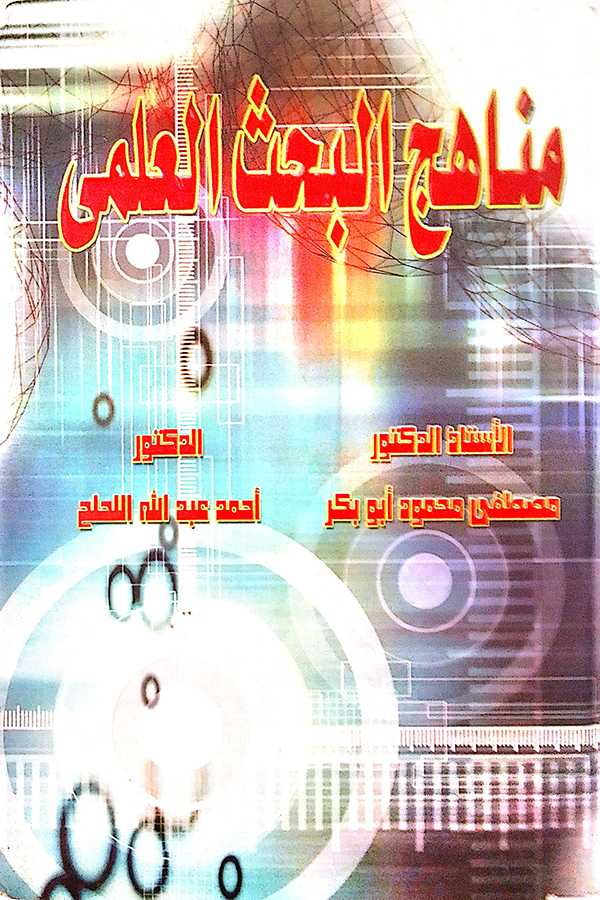 مناهج البحث العلمى
الأستاذ الدكتور
مصطفى محمود أبو بكر
الدكتور
أحمد عبد الله اللحلح